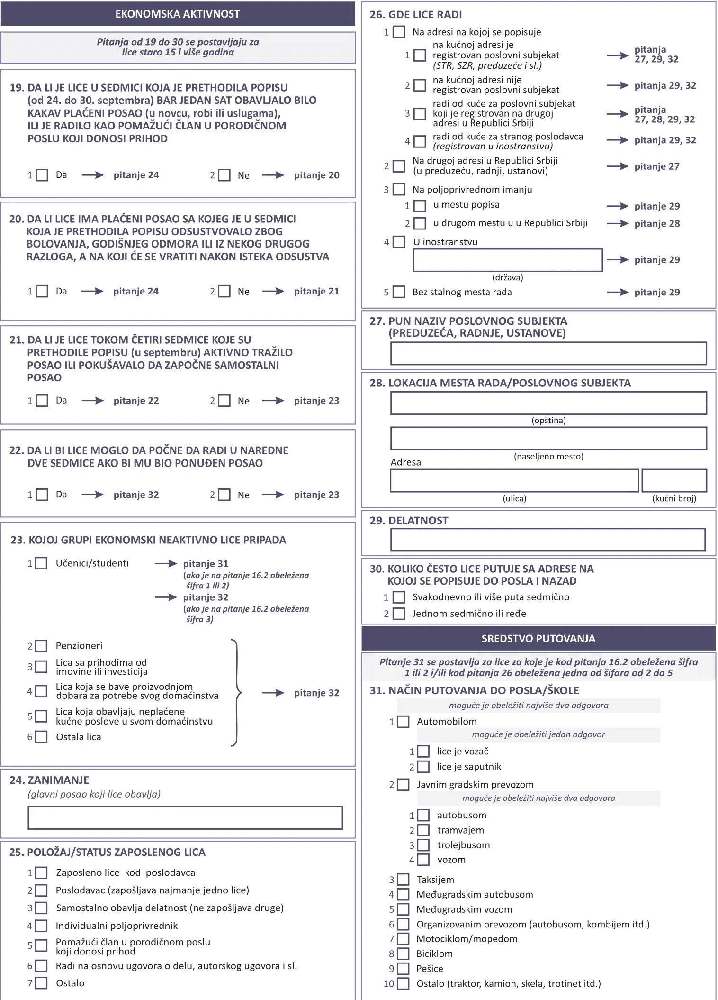 EKONOMSKA AKTIVNOST
Pitanja od 19 do 30 se postavljaju za
lice staro 15 i više godina
19. DA LI JE LICE U SEDMICI KOJA JE PRETHODILA POPISU
(od 24. do 30. septembra) BAR JEDAN SAT OBAVLJALO BILO
KAKAV PLAĆENI POSAO (u novcu, robi ili uslugama),
ILI JE RADILO KAO POMAŽUĆI ČLAN U PORODIČNOM
POSLU KOJI DONOSI PRIHOD
1 Da → pitanje 24 2 Ne → pitanje 20
20. DA LI LICE IMA PLAĆENI POSAO SA KOJEG JE U SEDMICI
KOJA JE PRETHODILA POPISU ODSUSTVOVALO ZBOG
BOLOVANJA, GODIŠNJEG ODMORA ILI IZ NEKOG DRUGOG
RAZLOGA, A NA KOJI ĆE SE VRATITI NAKON ISTEKA ODSUSTVA
1 Da → pitanje 24 2 Ne → pitanje 21
21. DA LI JE LICE TOKOM ČETIRI SEDMICE KOJE SU
PRETHODILE POPISU (u septembru) AKTIVNO TRAŽILO
POSAO ILI POKUŠAVALO DA ZAPOČNE SAMOSTALNI
POSAO
1 Da → pitanje 22 2 Ne → pitanje 23
22. DA LI BI LICE MOGLO DA POČNE DA RADI U NAREDNE
DVE SEDMICE AKO BI MU BIO PONUĐEN POSAO
1 Da → pitanje 32 2 Ne → pitanje 23
23. KOJOJ GRUPI EKONOMSKI NEAKTIVNO LICE PRIPADA
1 Učenici/studenti → pitanje 31
(ako je na pitanje 16.2 obeležena
šifra 1 ili 2)
→ pitanje 32
(ako je na pitanje 16.2 obeležena
šifra 3)
2 Penzioneri
3 Lica sa prihodima od
imovine ili investicija
4 Lica koja se bave proizvodnjom
dobara za potrebe svog domaćinstva
→ pitanje 32
5 Lica koja obavljaju neplaćene
kućne poslove u svom domaćinstvu
6 Ostala lica
24. ZANIMANJE
(glavni posao koji lice obavlja)
25. POLOŽAJ/STATUS ZAPOSLENOG LICA
1 Zaposleno lice kod poslodavca
2 Poslodavac (zapošljava najmanje jedno lice)
3 Samostalno obavlja delatnost (ne zapošljava druge)
4 Individualni poljoprivrednik
5 Pomažući član u porodičnom poslu
koji donosi prihod
6 Radi na osnovu ugovora o delu, autorskog ugovora i sl.
7 Ostalo
26. GDE LICE RADI
1 Na adresi na kojoj se popisuje
na kućnoj adresi je
1 registrovan poslovni subjekat
(STR, SZR, preduzeće i sl.)
→ pitanja
27, 29, 32
2 na kućnoj adresi nije
registrovan poslovni subjekat
→ pitanja 29, 32
radi od kuće za poslovni subjekat
3 koji je registrovan na drugoj
adresi u Republici Srbiji
→ pitanja
27, 28, 29, 32
4 radi od kuće za stranog poslodavca
(registrovan u inostranstvu)
→ pitanja 29, 32
2 Na drugoj adresi u Republici Srbiji
(u preduzeću, radnji, ustanovi)
→ pitanje 27
3 Na poljoprivrednom imanju
1 u mestu popisa → pitanje 29
2 u drugom mestu u u Republici Srbiji → pitanje 28
4 U inostranstvu
→ pitanje 29
(država)
5 Bez stalnog mesta rada → pitanje 29
27. PUN NAZIV POSLOVNOG SUBJEKTA
(PREDUZEĆA, RADNJE, USTANOVE)
28. LOKACIJA MESTA RADA/POSLOVNOG SUBJEKTA
(opština)
(naseljeno mesto)
Adresa
(ulica) (kućni broj)
29. DELATNOST
30. KOLIKO ČESTO LICE PUTUJE SA ADRESE NA
KOJOJ SE POPISUJE DO POSLA I NAZAD
1 Svakodnevno ili više puta sedmično
2 Jednom sedmično ili ređe
SREDSTVO PUTOVANJA
Pitanje 31 se postavlja za lice za koje je kod pitanja 16.2 obeležena šifra
1 ili 2 i/ili kod pitanja 26 obeležena jedna od šifara od 2 do 5
31. NAČIN PUTOVANJA DO POSLA/ŠKOLE
moguće je obeležiti najviše dva odgovora
1 Automobilom
moguće je obeležiti jedan odgovor
1 lice je vozač
2 lice je saputnik
2 Javnim gradskim prevozom
moguće je obeležiti najviše dva odgovora
1 autobusom
2 tramvajem
3 trolejbusom
4 vozom
3 Taksijem
4 Međugradskim autobusom
5 Međugradskim vozom
6 Organizovanim prevozom (autobusom, kombijem itd.)
7 Motociklom/mopedom
8 Biciklom
9 Pešice
10 Ostalo (traktor, kamion, skela, trotinet itd.)